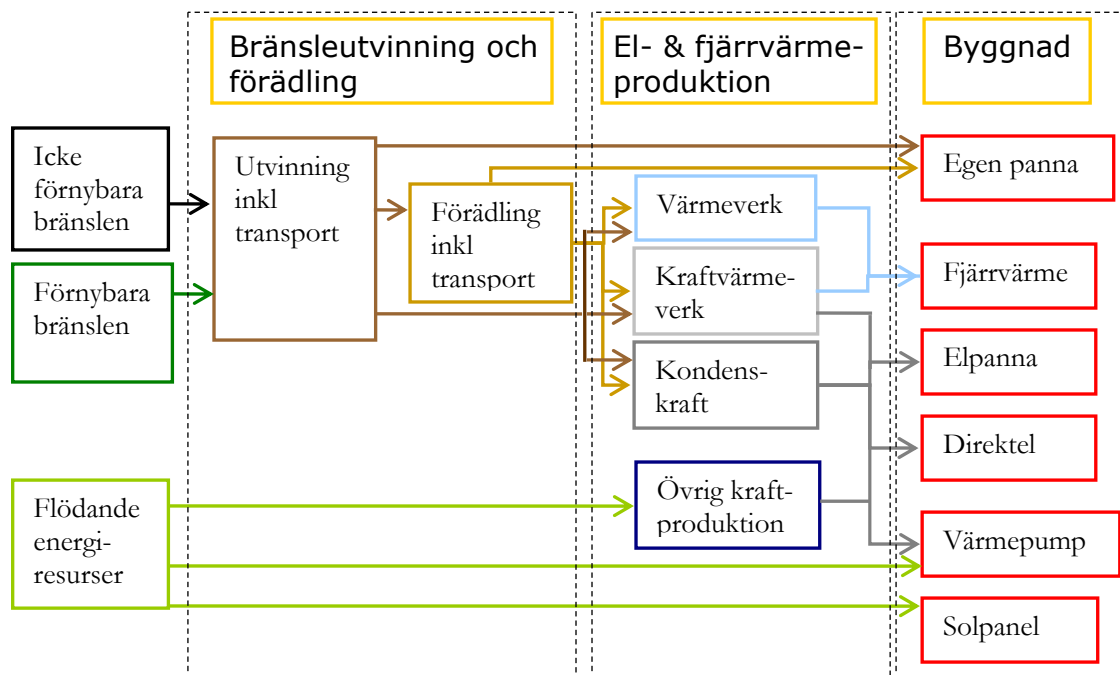 Bränsleutvinning och
förädling
El- & fjärrvärme-
produktion
Byggnad
Icke
förnybara
bränslen
Förnybara
bränslen
Flödande
energi-
resurser
Utvinning
inkl
transport
Förädling
inkl
transport
Värmeverk
Kraftvärme-
verk
Kondens-
kraft
Övrig kraft-
produktion
Egen panna
Fjärrvärme
Elpanna
Direktel
Värmepump
Solpanel